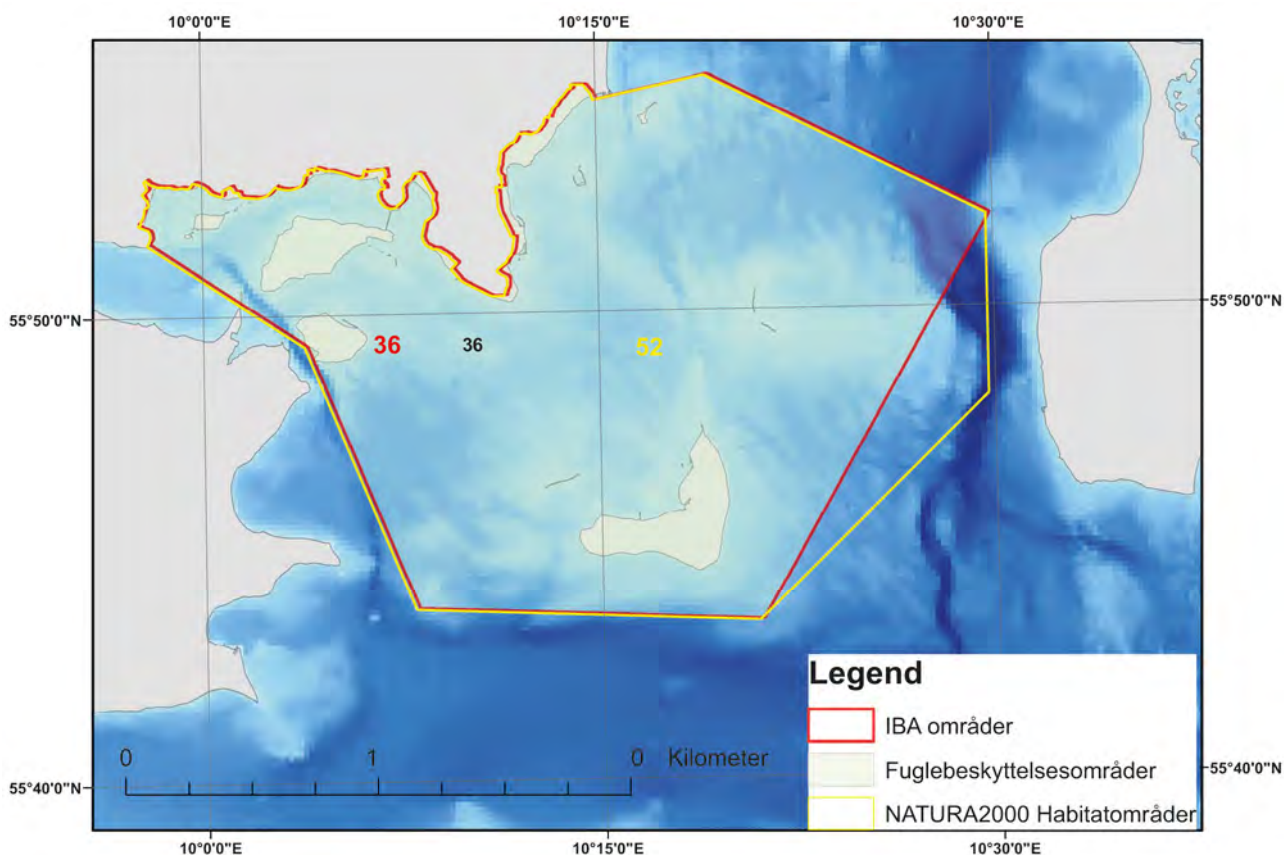 10°0'0"E 10°15'0"E 10°30'0"E
55°50'0"N 55°50'0"N
36 36 52
Legend
IBA områder
0 1 0 Kilometer
Fuglebeskyttelsesområder
55°40'0"N 55°40'0"N
NATURA2000 Habitatområder
10°0'0"E 10°15'0"E 10°30'0"E